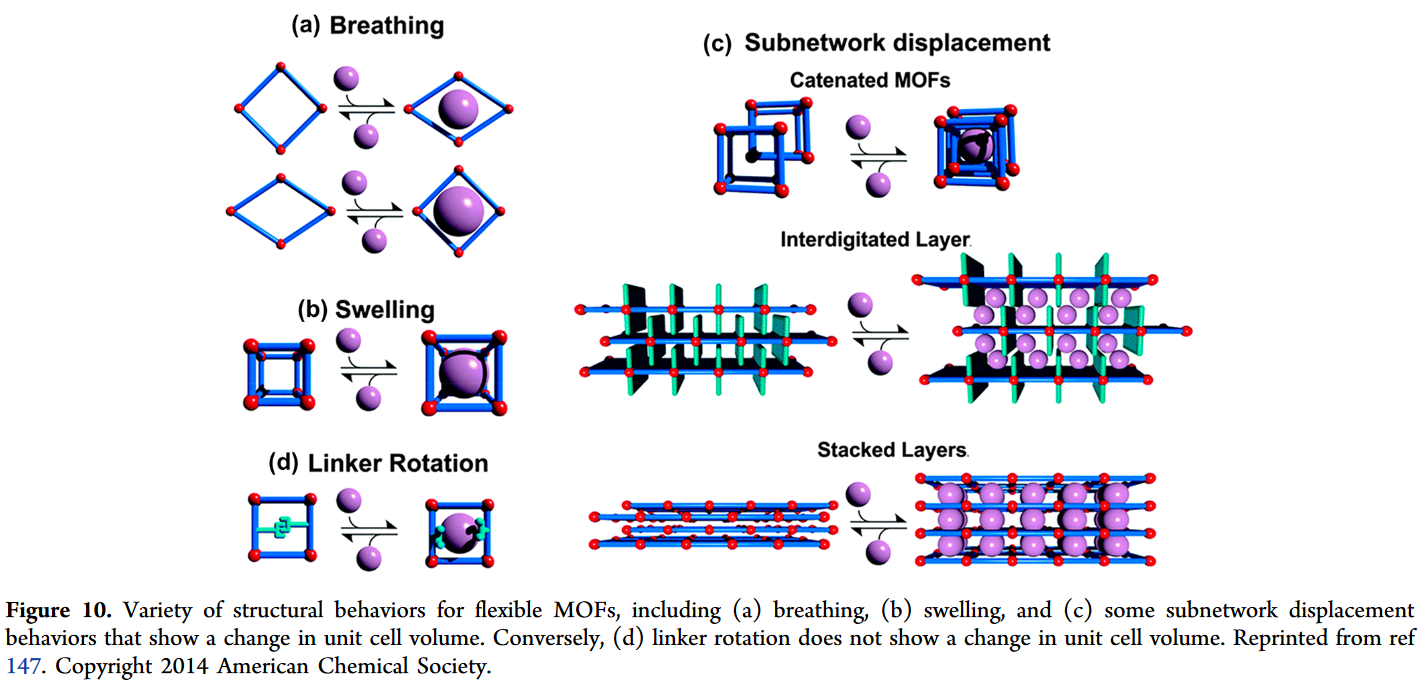 (a) Breathing
(b) Swelling
(d) Linker Rotation
(c) Subnetwork displacement
Catenated MOFs
Interdigitated Layer.
Stacked Layers.
Figure 10. Variety of structural behaviors for flexible MOFs, including (a) breathing, (b) swelling, and (c) some subnetwork displacement
behaviors that show a change in unit cell volume. Conversely, (d) linker rotation does not show a change in unit cell volume. Reprinted from ref
147. Copyright 2014 American Chemical Society.